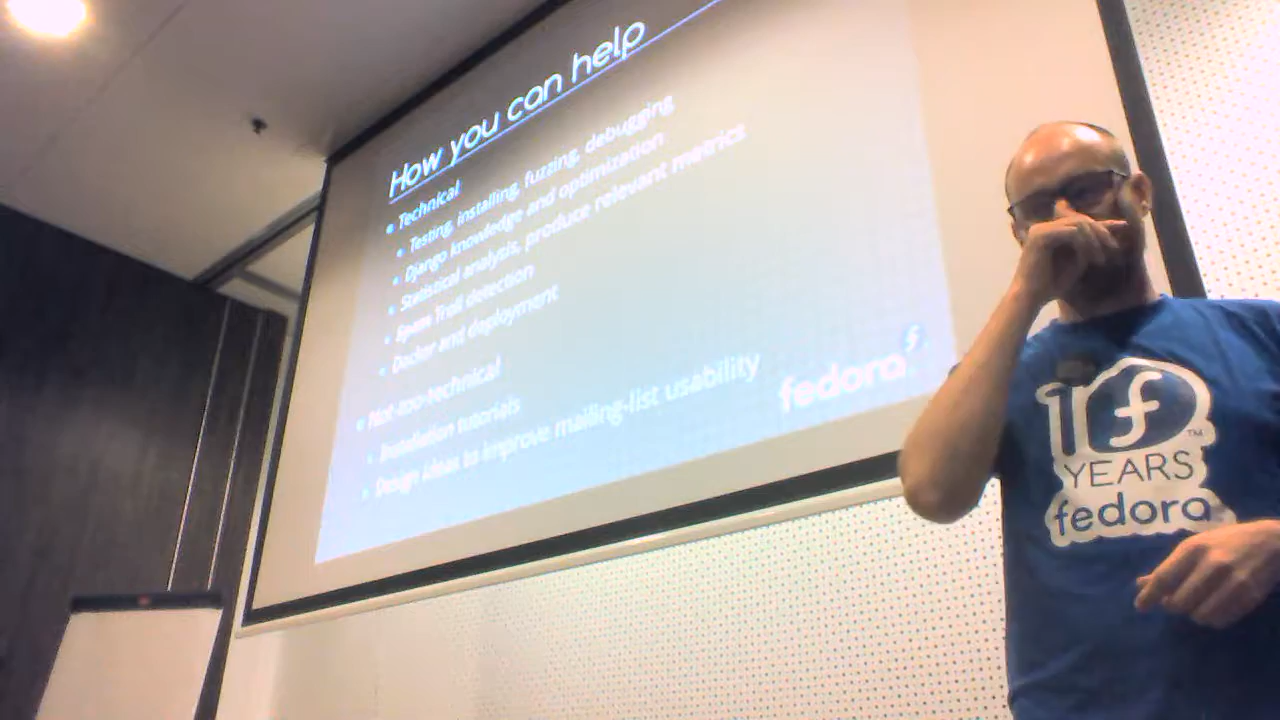 How you can help
Technical
Testing, installing, fuzzing, debugging
Django knowledge and optimization
Statistical analysis, produce relevant metrics
Spam Troll detection
Docker and deployment
Not-too-technical
Installation tutorials
Design ideas to improve mailing-list usability
fedora
10
YEARS
fedora
TM